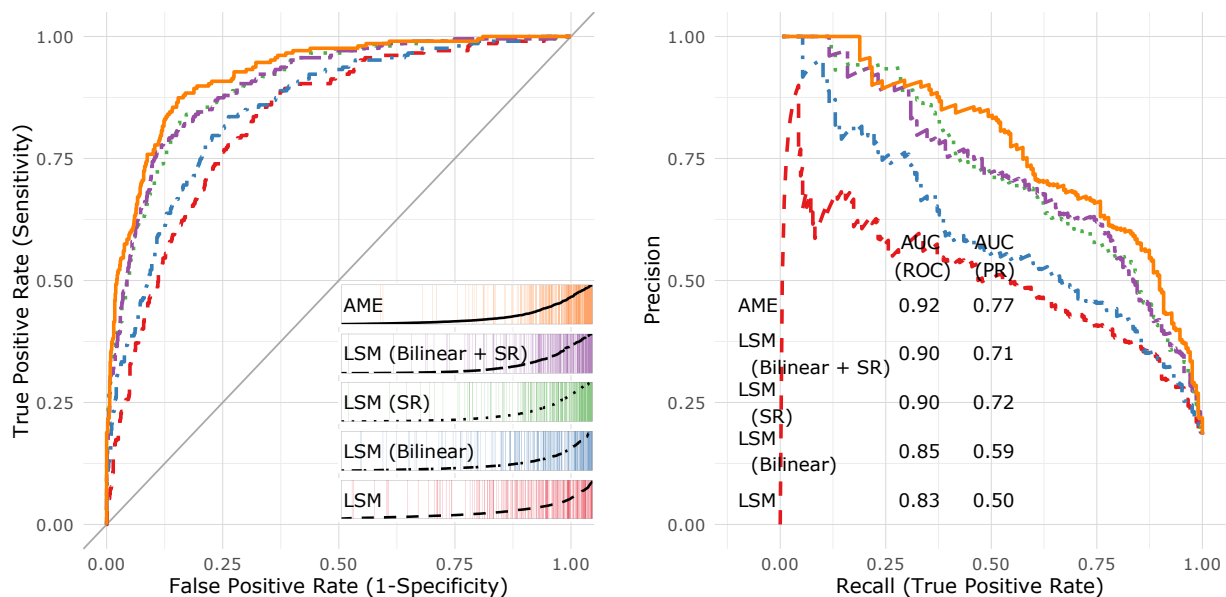 1.00
0.75
0.50
0.25
0.00
True Positive Rate (Sensitivity)
AME
LSM (Bilinear + SR)
LSM (SR)
LSM (Bilinear)
LSM
0.00
0.25
0.50
0.75
1.00
False Positive Rate (1-Specificity)
1.00
0.75
0.50
0.25
0.00
Precision
AUC
(ROC)
AUC
(PR)
AME
0.92
0.77
LSM
(Bilinear + SR)
0.90
0.71
LSM
(SR)
0.90
0.72
LSM
(Bilinear)
0.85
0.59
LSM
0.83
0.50
0.00
0.25
0.50
0.75
1.00
Recall (True Positive Rate)